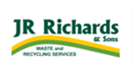 JR Richards
& Sons
WASTE and
RECYCLING SERVICES